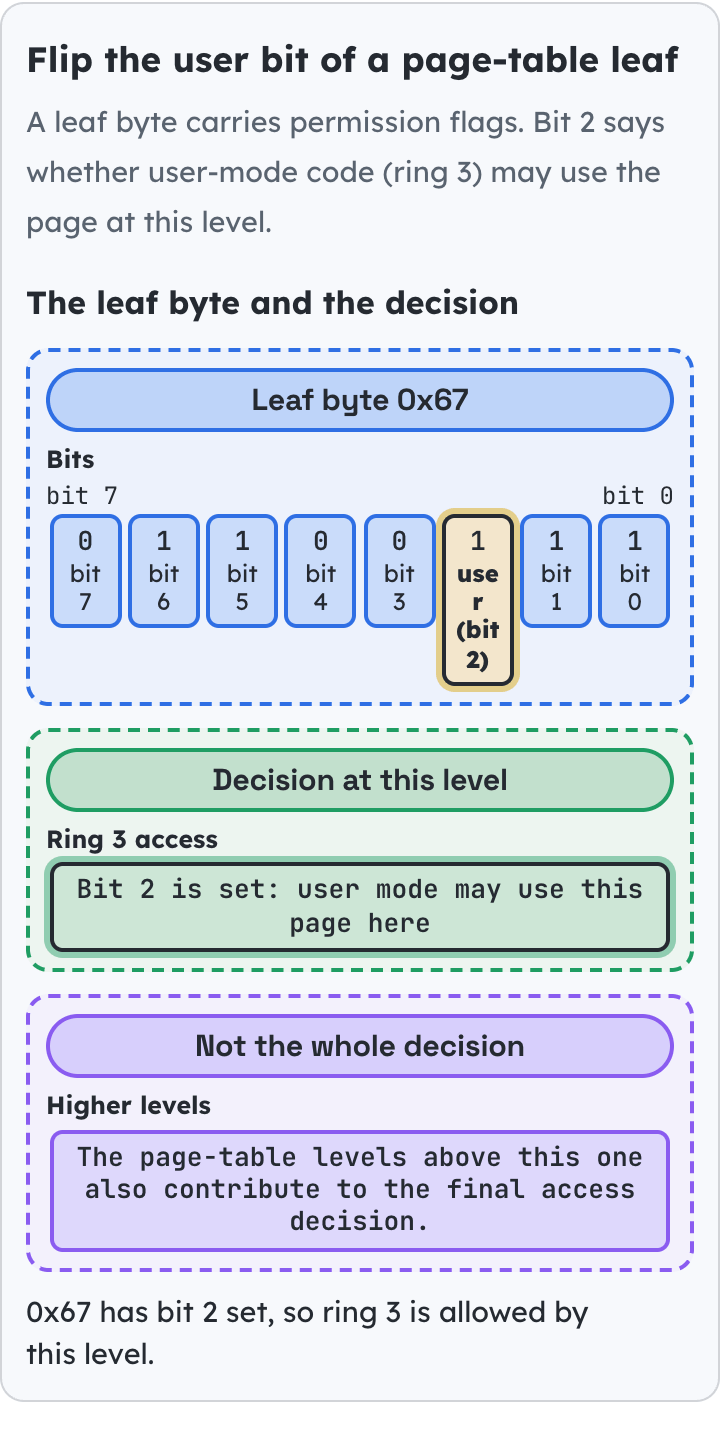 Flip the user bit of a page-table leaf
A leaf byte carries permission flags. Bit 2 says
whether user-mode code (ring 3) may use the
page at this level.
The leaf byte and the decision
Leaf byte 0x67
Bits
bit 7 bit 0
0 1 1 0 0 1 1 1
bit bit bit bit bit use bit bit
7 6 5 4 3 r 1 0
(bit
2)
Decision at this level
Ring 3 access
Bit 2 is set: user mode may use this
page here
Not the whole decision
Higher levels
The page-table levels above this one
also contribute to the final access
decision.
0x67 has bit 2 set, so ring 3 is allowed by
this level.